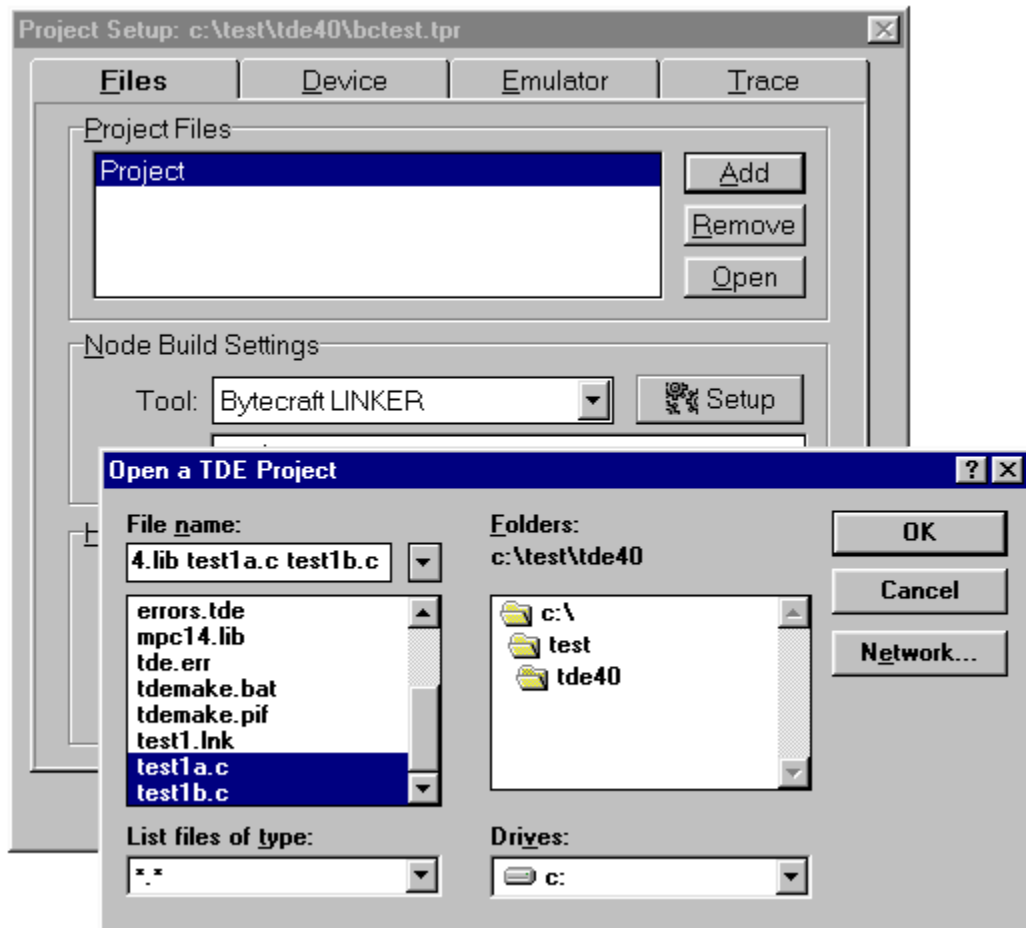 Project Setup: c:\test\tde40\bctest.tpr
Files Device Emulator Trace
Project Files
Project
Add
Remove
Open
Node Build Settings
Tool: Bytecraft LINKER
Setup
Open a TDE Project
File name:
4.lib test1a.c test1b.c
errors.tde
mpc14.lib
tde.err
tdemake.bat
tdemake.pif
test1.lnk
test1a.c
test1b.c
List files of type:
*.*
Folders:
c:\test\tde40
c:\
test
tde40
Drives:
c:
OK
Cancel
Network...